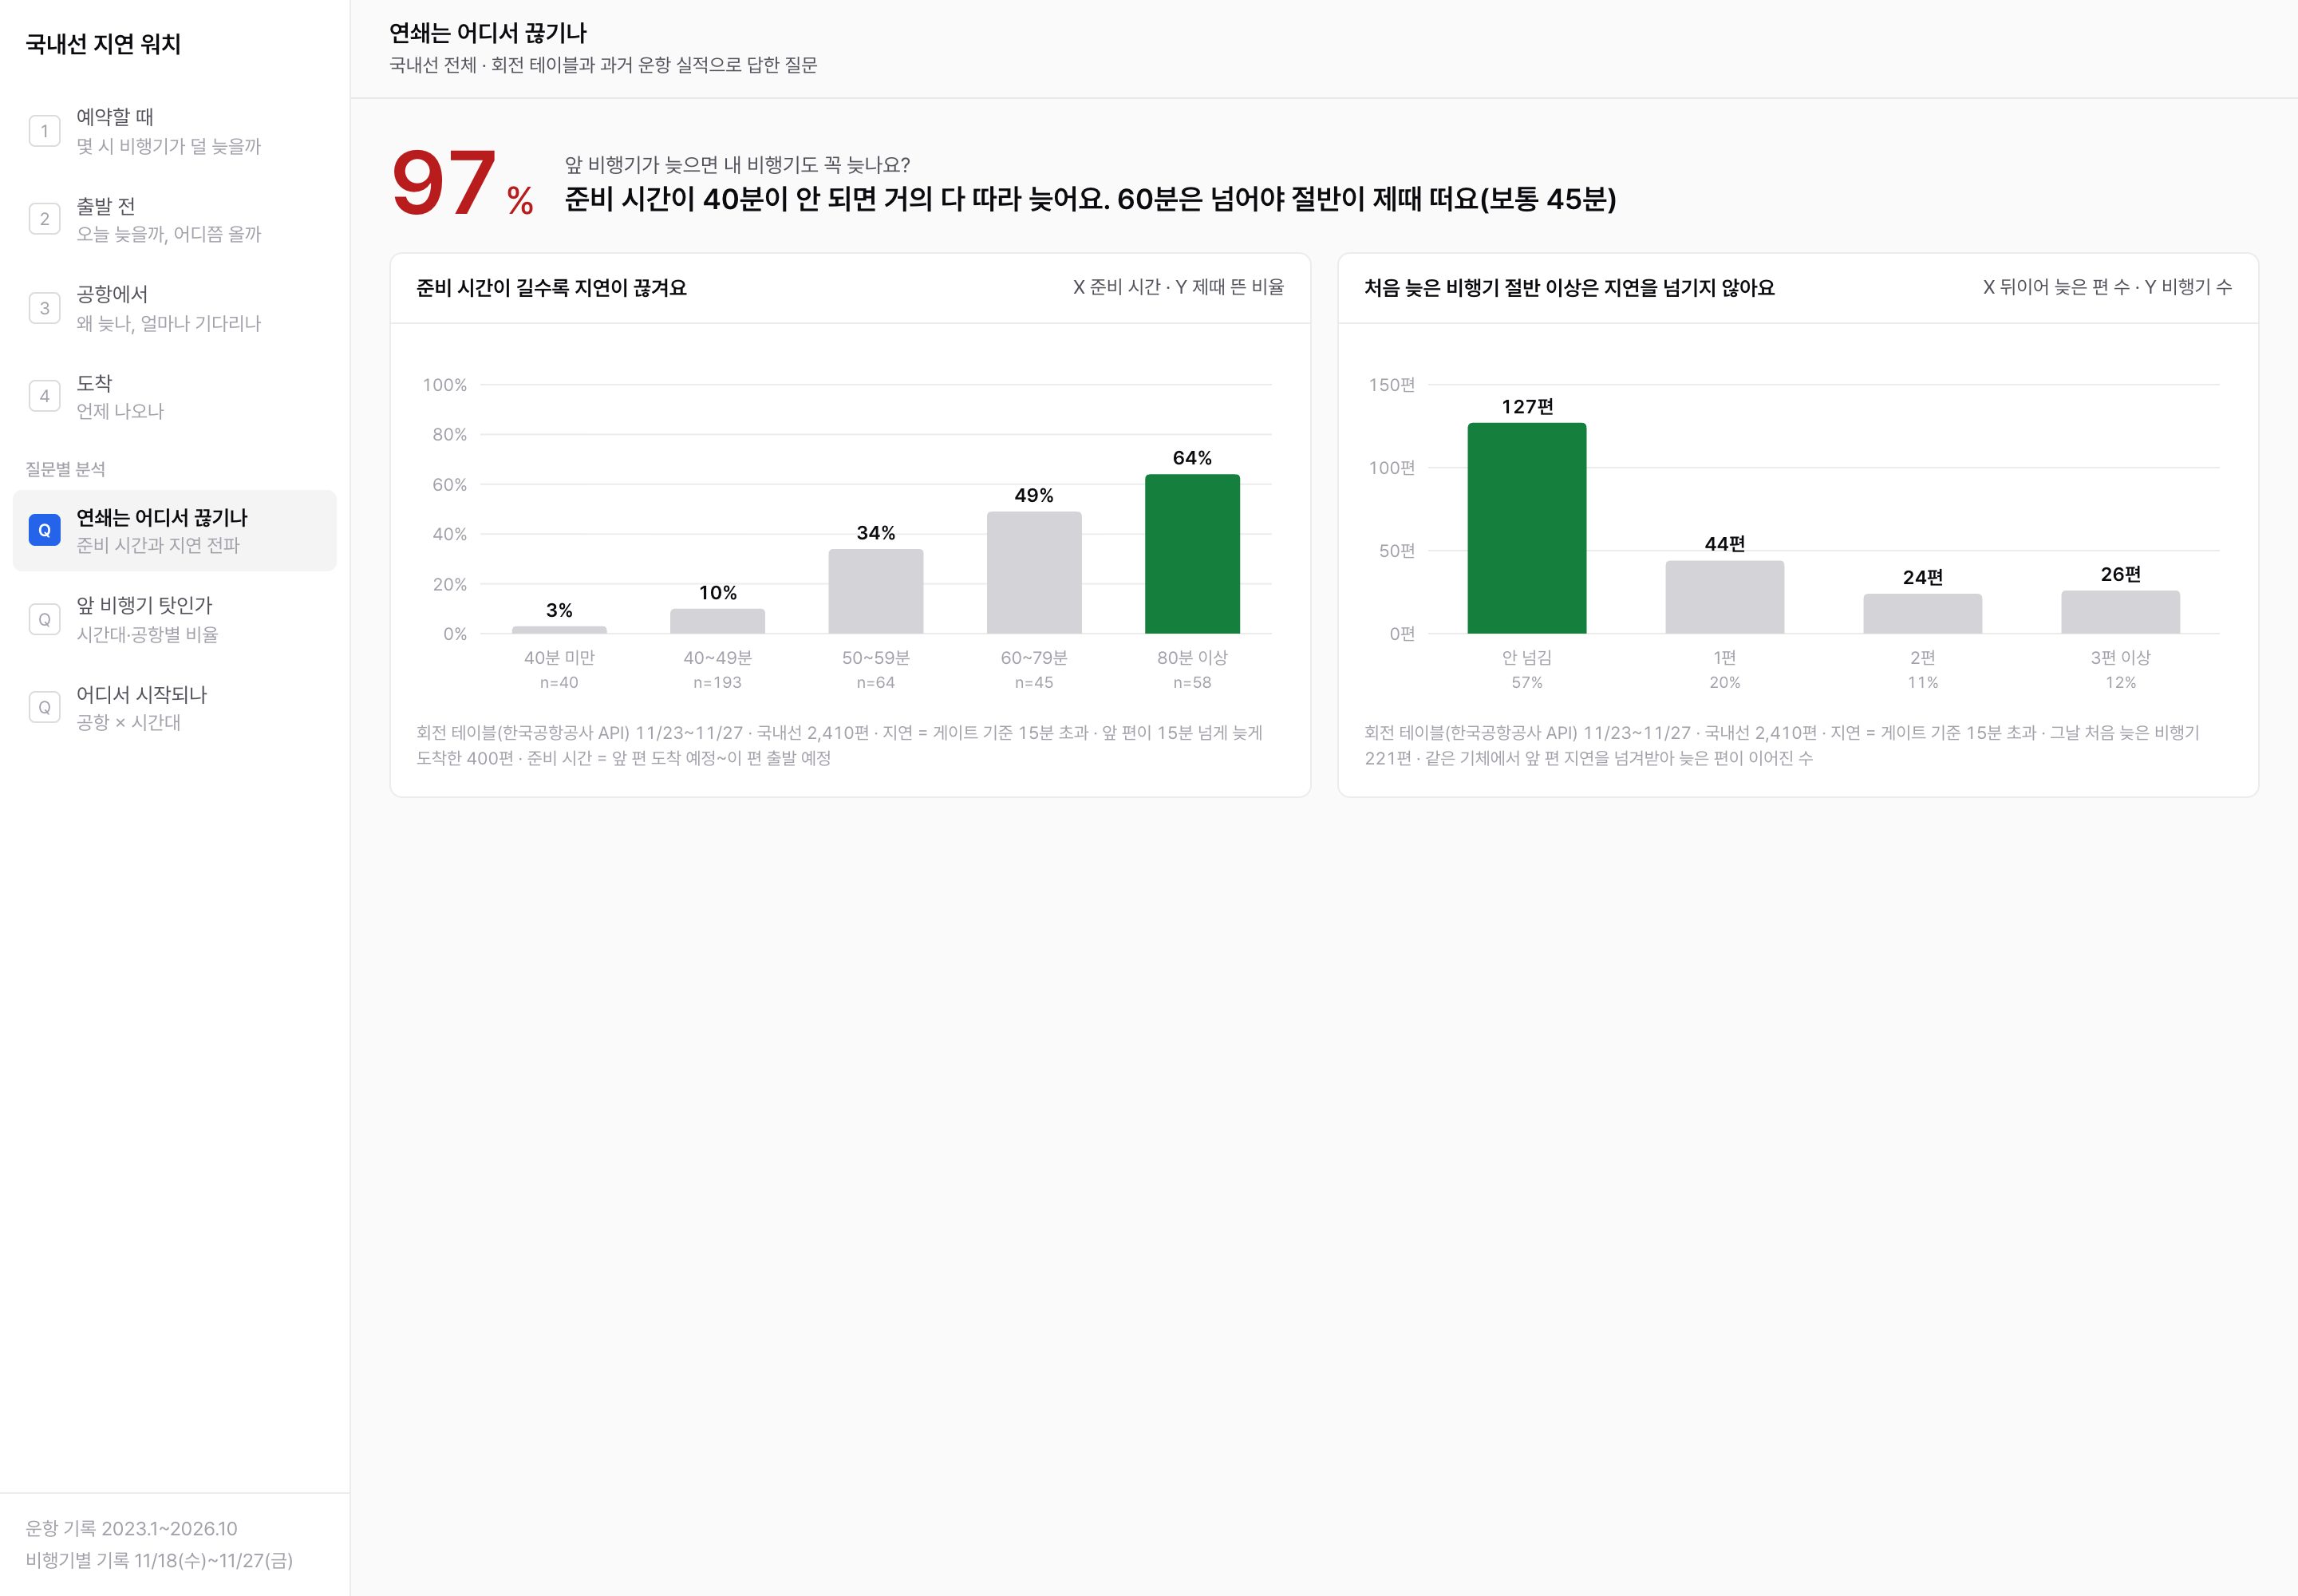 국내선 지연 워치
1
예약할 때
몇 시 비행기가 덜 늦을까
2
출발 전
오늘 늦을까, 어디쯤 올까
3
공항에서
왜 늦나, 얼마나 기다리나
4
도착
언제 나오나
질문별 분석
Q
연쇄는 어디서 끊기나
준비 시간과 지연 전파
Q
앞 비행기 탓인가
시간대·공항별 비율
Q
어디서 시작되나
공항 × 시간대
운항 기록 2023.1~2026.10
비행기별 기록 11/18(수)~11/27(금)
연쇄는 어디서 끊기나
국내선 전체 · 회전 테이블과 과거 운항 실적으로 답한 질문
97 %
앞 비행기가 늦으면 내 비행기도 꼭 늦나요?
준비 시간이 40분이 안 되면 거의 다 따라 늦어요. 60분은 넘어야 절반이 제때 떠요(보통 45분)
준비 시간이 길수록 지연이 끊겨요
X 준비 시간 · Y 제때 뜬 비율
100%
80%
60%
40%
20%
0%
3%
10%
34%
49%
64%
40분 미만
40~49분
50~59분
60~79분
80분 이상
n=40
n=193
n=64
n=45
n=58
회전 테이블(한국공항공사 API) 11/23~11/27 · 국내선 2,410편 · 지연 = 게이트 기준 15분 초과 · 앞 편이 15분 넘게 늦게
도착한 400편 · 준비 시간 = 앞 편 도착 예정~이 편 출발 예정
처음 늦은 비행기 절반 이상은 지연을 넘기지 않아요
X 뒤이어 늦은 편 수 · Y 비행기 수
150편
100편
50편
0편
127편
44편
24편
26편
안 넘김
1편
2편
3편 이상
57%
20%
11%
12%
회전 테이블(한국공항공사 API) 11/23~11/27 · 국내선 2,410편 · 지연 = 게이트 기준 15분 초과 · 그날 처음 늦은 비행기
221편 · 같은 기체에서 앞 편 지연을 넘겨받아 늦은 편이 이어진 수